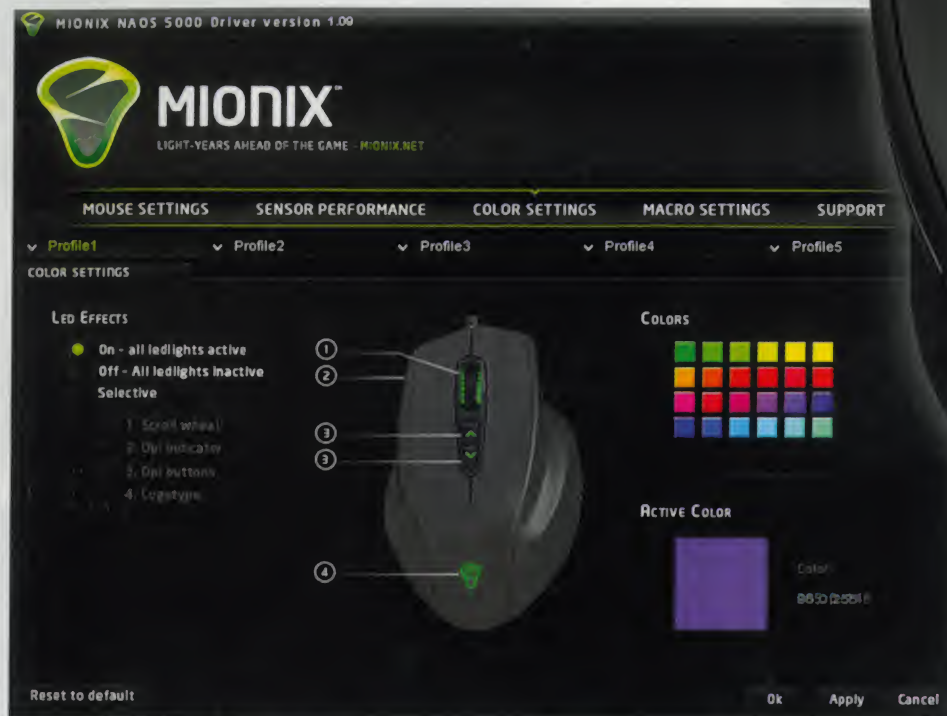 MIONIX NAOS 5000 Driver version 1.09
MIONIX™
LIGHT-YEARS AHEAD OF THE GAME - MIONIX.NET
MOUSE SETTINGS SENSOR PERFORMANCE COLOR SETTINGS MACRO SETTINGS SUPPORT
Profile1 Profile2 Profile3 Profile4 Profile5
COLOR SETTINGS
LED EFFECTS
On - all ledlights active
Off - All ledlights inactive
Selective
1. Scroll wheel
2. Dpi indicator
3. Dpi buttons
4. Logotype
1
2
3
3
4
COLORS
ACTIVE COLOR
Color:
Reset to default
Ok Apply Cancel